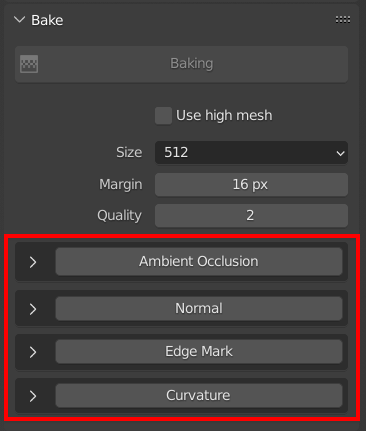 Bake
Baking
Use high mesh
Size 512
Margin 16 px
Quality 2
Ambient Occlusion
Normal
Edge Mark
Curvature